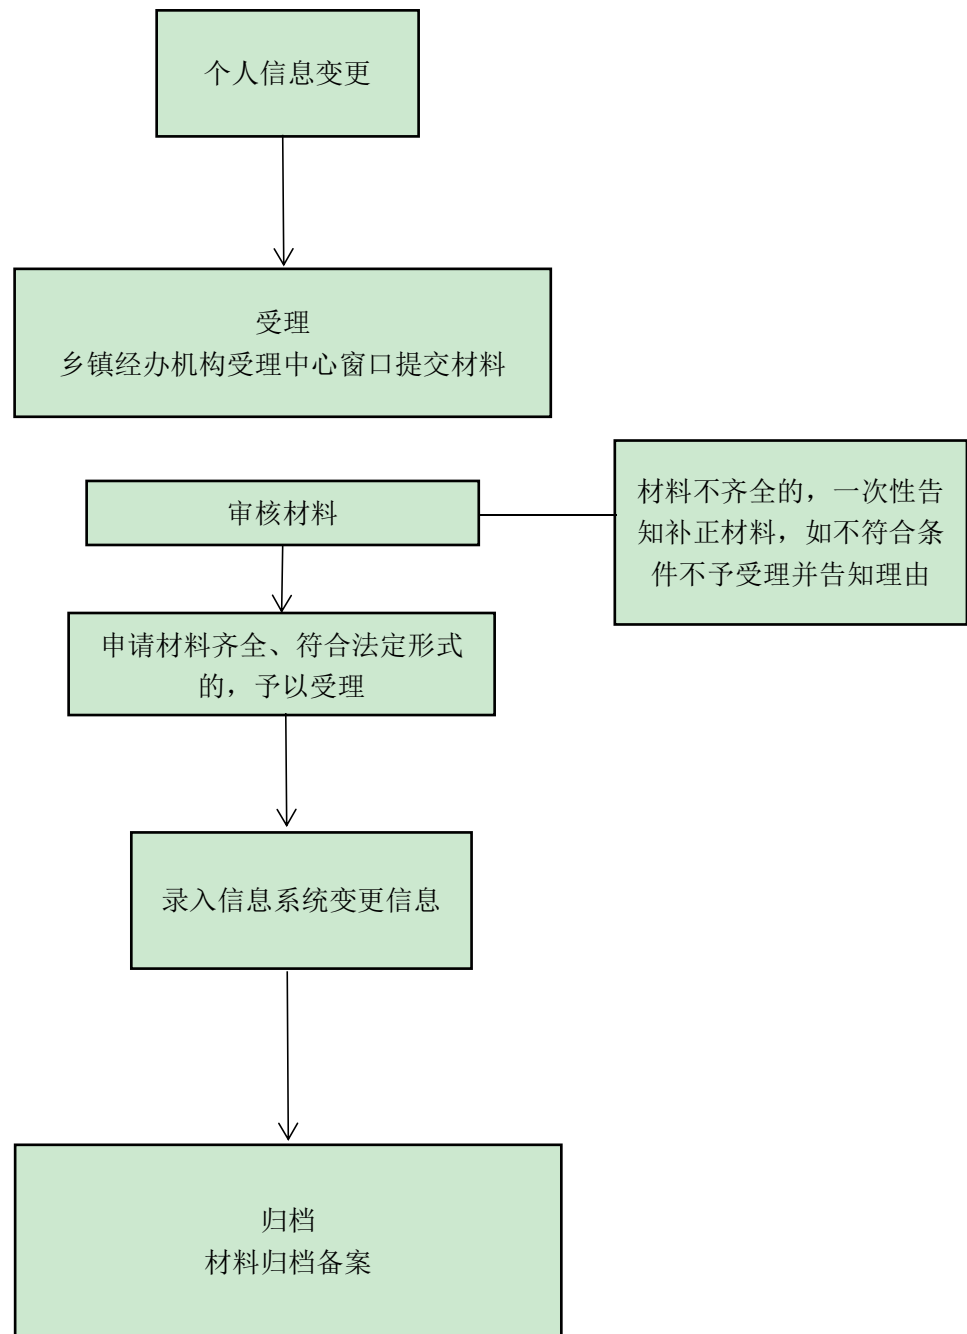 个人信息变更
受理
乡镇经办机构受理中心窗口提交材料
审核材料
材料不齐全的，一次性告
知补正材料，如不符合条
件不予受理并告知理由
申请材料齐全、符合法定形式
的，予以受理
录入信息系统变更信息
归档
材料归档备案